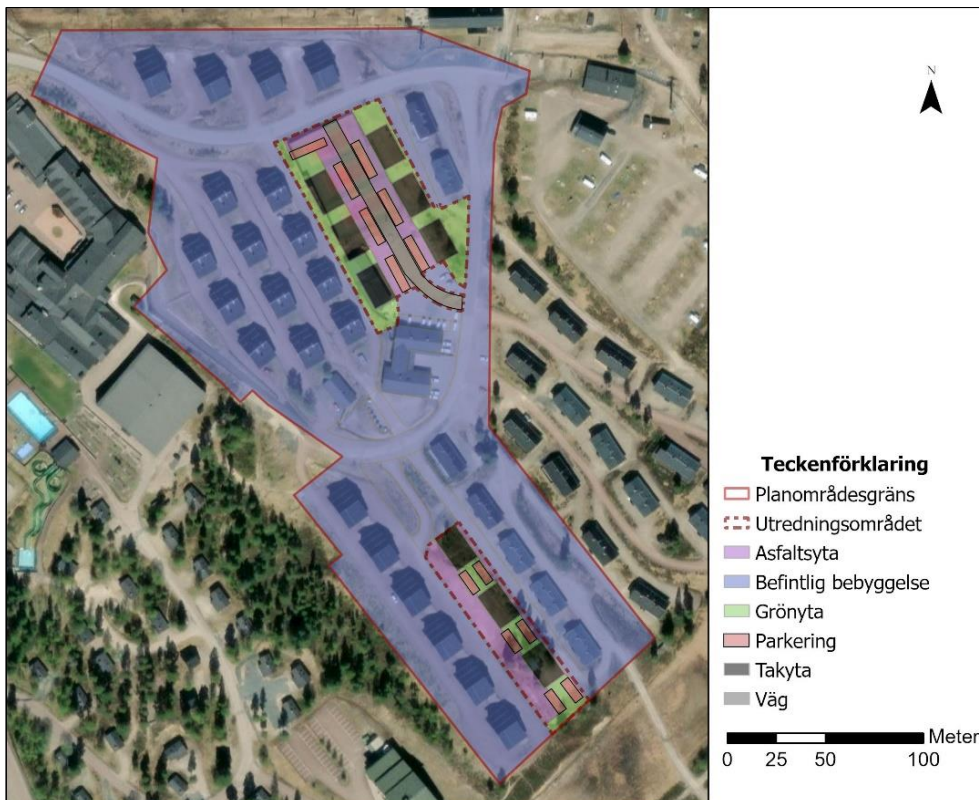 N
Teckenförklaring
Planområdesgräns
Utredningsområdet
Asfaltsyta
Befintlig bebyggelse
Grönyta
Parkering
Takyta
Väg
Meter
0 25 50 100